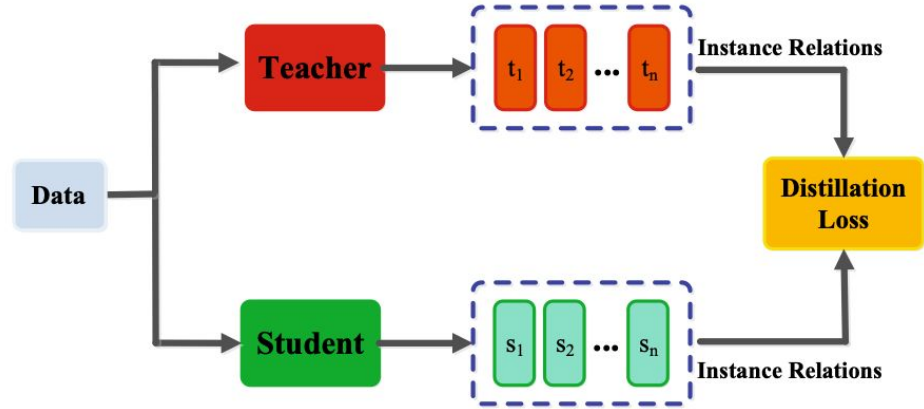 Teacher
t1 t2 ... tn
Instance Relations
Data
Distillation
Loss
Student
s1 s2 ... sn
Instance Relations